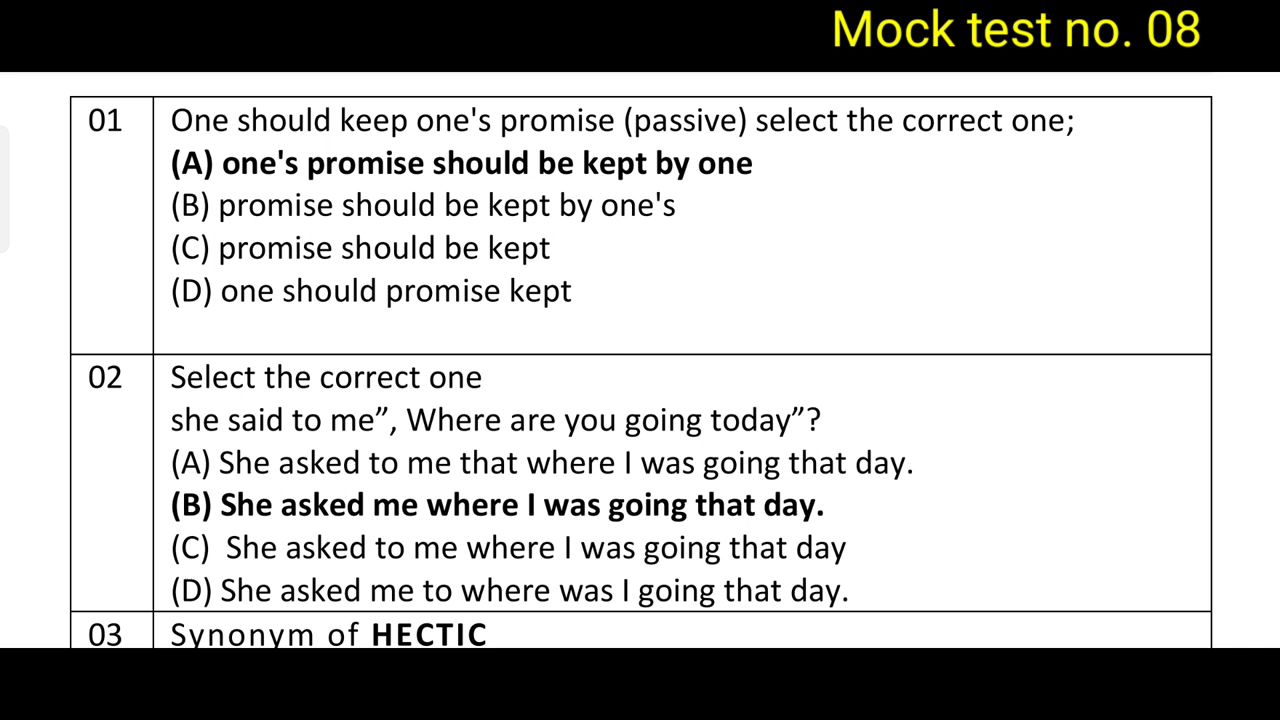 Mock test no. 08
01 One should keep one's promise (passive) select the correct one;
(A) one's promise should be kept by one
(B) promise should be kept by one's
(C) promise should be kept
(D) one should promise kept
02 Select the correct one
she said to me”, Where are you going today”?
(A) She asked to me that where I was going that day.
(B) She asked me where I was going that day.
(C) She asked to me where I was going that day
(D) She asked me to where was I going that day.
03 Synonym of HECTIC